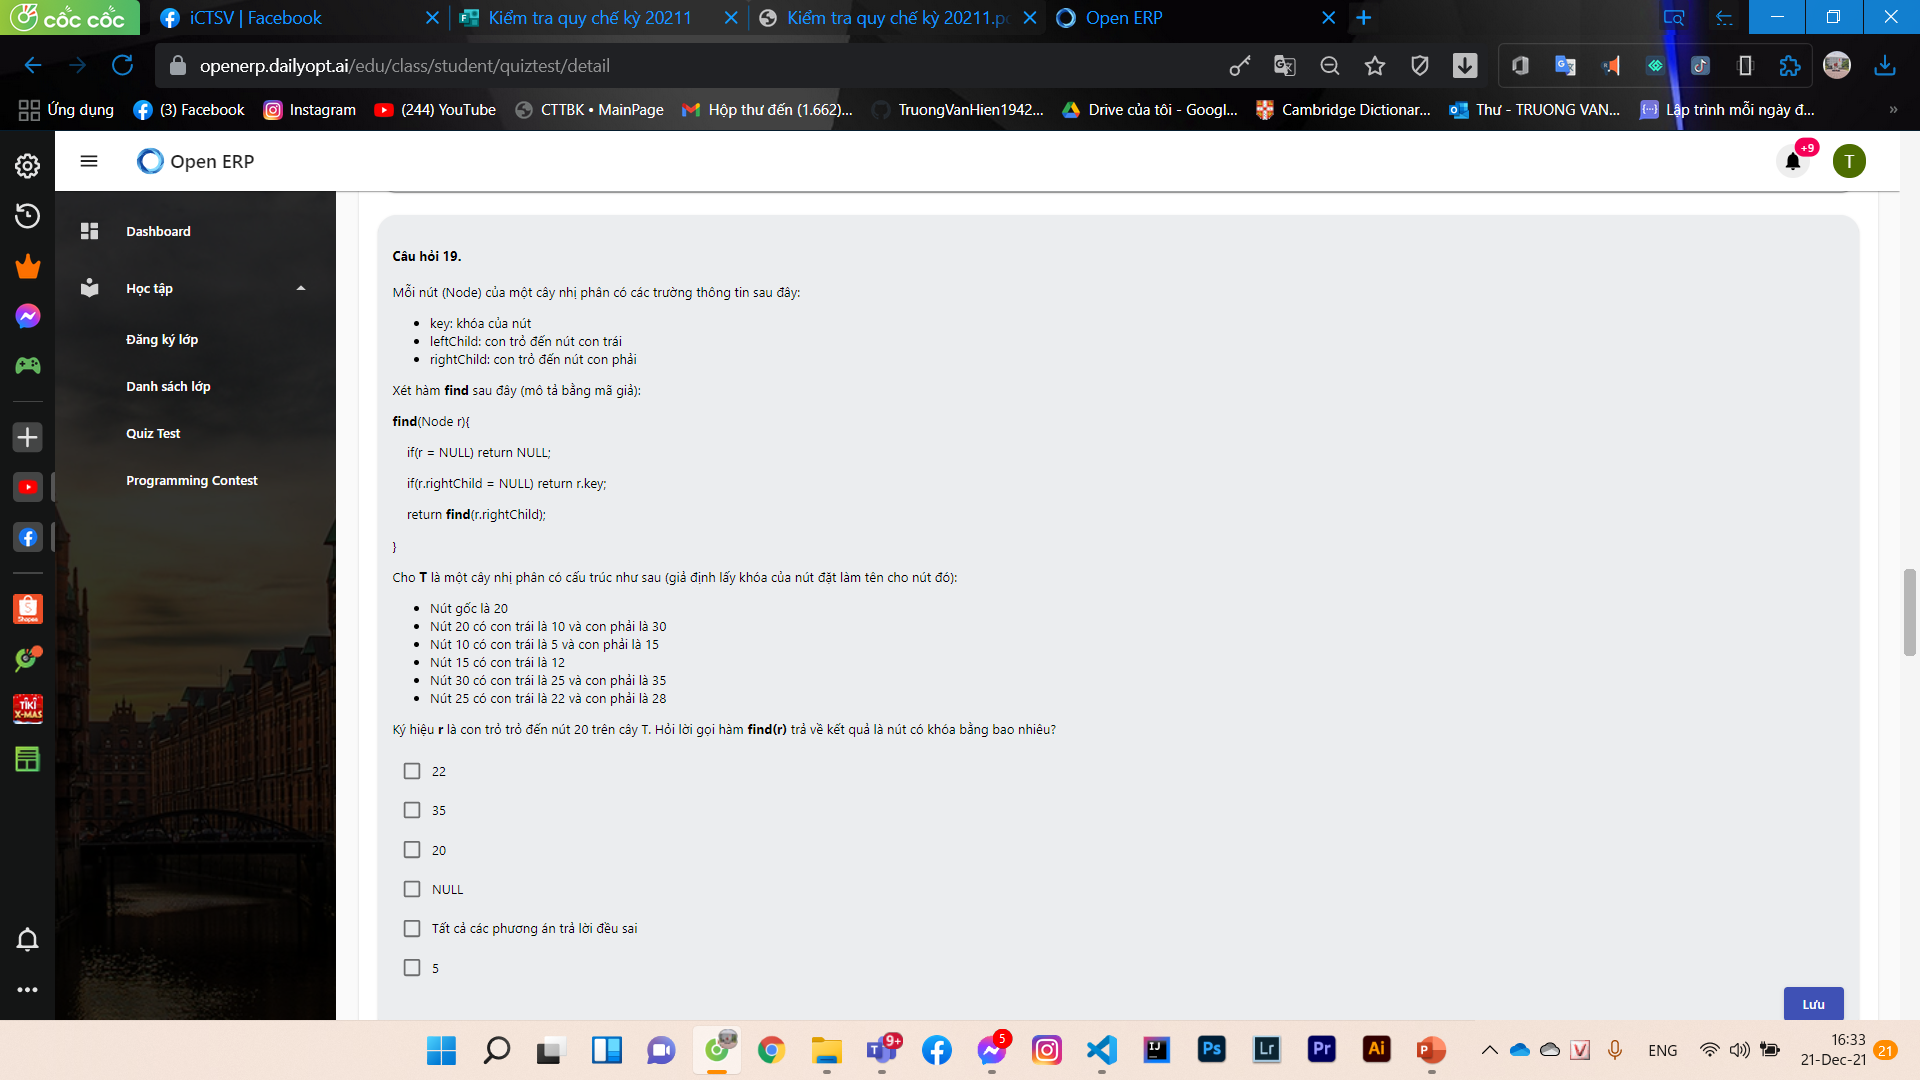 cốc cốc
iCTSV | Facebook
Kiểm tra quy chế kỳ 20211
Kiểm tra quy chế kỳ 20211.pd
Open ERP
openerp.dailyopt.ai/edu/class/student/quiztest/detail
Ứng dụng
(3) Facebook
Instagram
(244) YouTube
CTTBK • MainPage
Hộp thư đến (1.662)...
TruongVanHien1942...
Drive của tôi - Googl...
Cambridge Dictionar...
Thư - TRUONG VAN...
Lập trình mỗi ngày đ...
»
Open ERP
+9
T
Dashboard
Học tập
Đăng ký lớp
Danh sách lớp
Quiz Test
Programming Contest
Câu hỏi 19.
Mỗi nút (Node) của một cây nhị phân có các trường thông tin sau đây:
• key: khóa của nút
• leftChild: con trỏ đến nút con trái
• rightChild: con trỏ đến nút con phải
Xét hàm find sau đây (mô tả bằng mã giả):
find(Node r){
if(r = NULL) return NULL;
if(r.rightChild = NULL) return r.key;
return find(r.rightChild);
}
Cho T là một cây nhị phân có cấu trúc như sau (giả định lấy khóa của nút đặt làm tên cho nút đó):
• Nút gốc là 20
• Nút 20 có con trái là 10 và con phải là 30
• Nút 10 có con trái là 5 và con phải là 15
• Nút 15 có con trái là 12
• Nút 30 có con trái là 25 và con phải là 35
• Nút 25 có con trái là 22 và con phải là 28
Ký hiệu r là con trỏ trỏ đến nút 20 trên cây T. Hỏi lời gọi hàm find(r) trả về kết quả là nút có khóa bằng bao nhiêu?
22
35
20
NULL
Tất cả các phương án trả lời đều sai
5
Lưu
Shopee
TIKI
X-MAS
9+
5
IJ
Ps
Lr
Pr
Ai
P
V
ENG
16:33
21-Dec-21
21